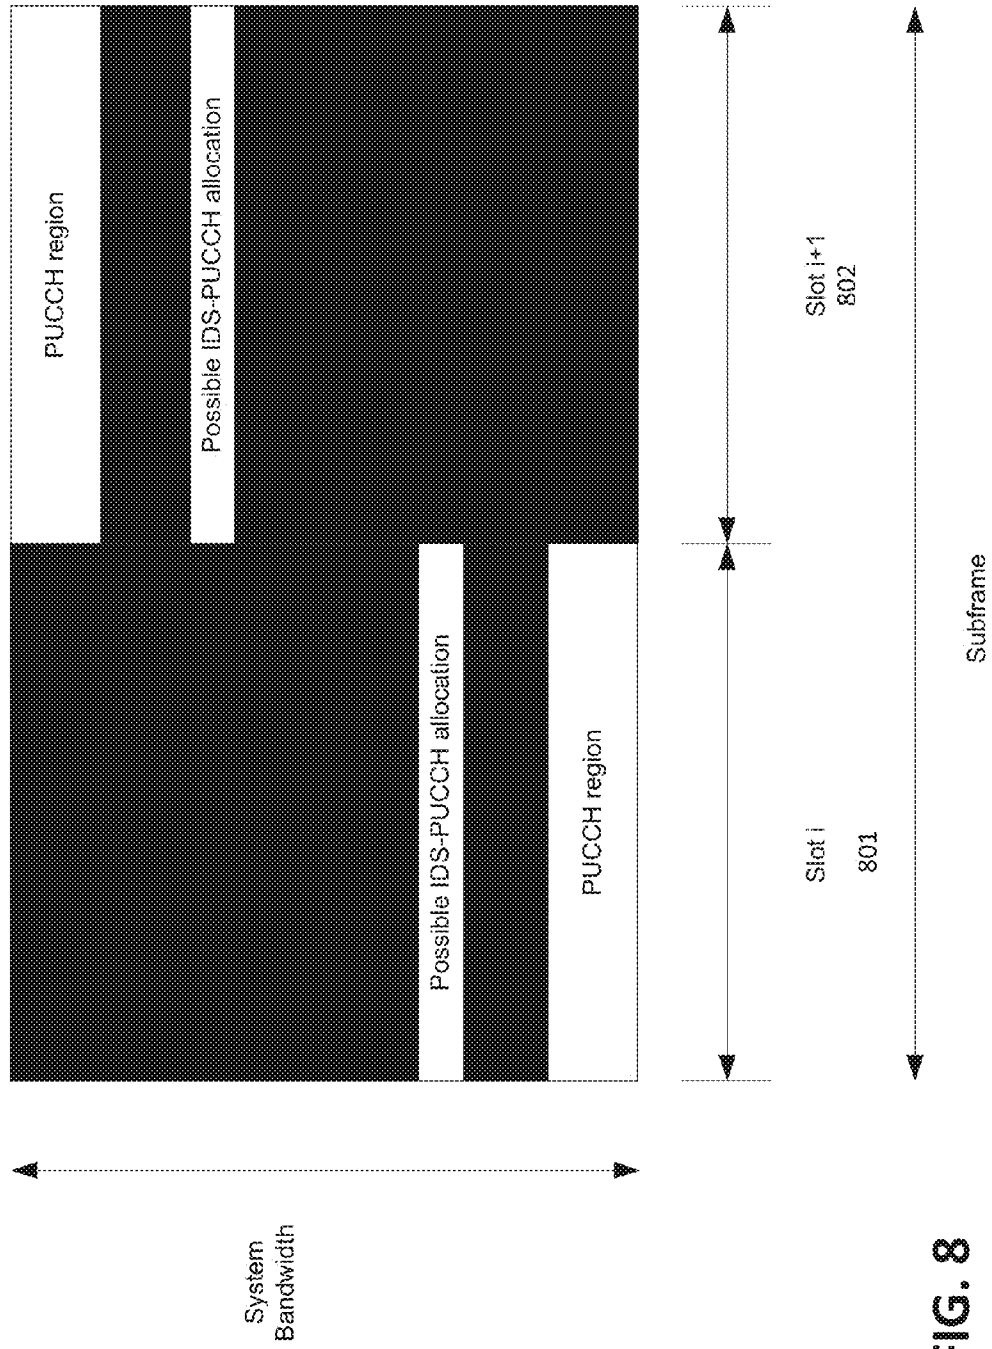 PUCCH region
Possible IDS-PUCCH allocation
System
Bandwidth
Possible IDS-PUCCH allocation
PUCCH region
Slot i
801
Slot i+1
802
Subframe
FIG. 8